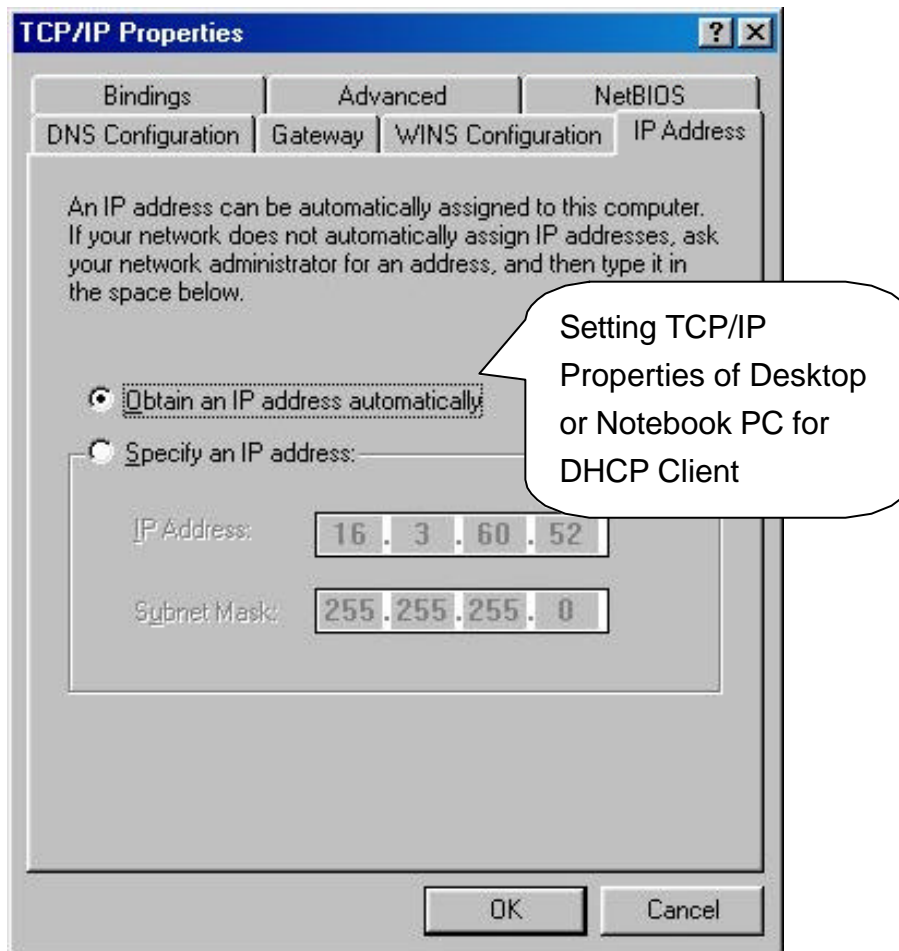 TCP/IP Properties
Bindings Advanced NetBIOS
DNS Configuration Gateway WINS Configuration IP Address
An IP address can be automatically assigned to this computer.
If your network does not automatically assign IP addresses, ask
your network administrator for an address, and then type it in
the space below.
Setting TCP/IP
Properties of Desktop
or Notebook PC for
DHCP Client
Obtain an IP address automatically
Specify an IP address:
IP Address: 16 . 3 . 60 . 52
Subnet Mask: 255 . 255 . 255 . 0
OK Cancel